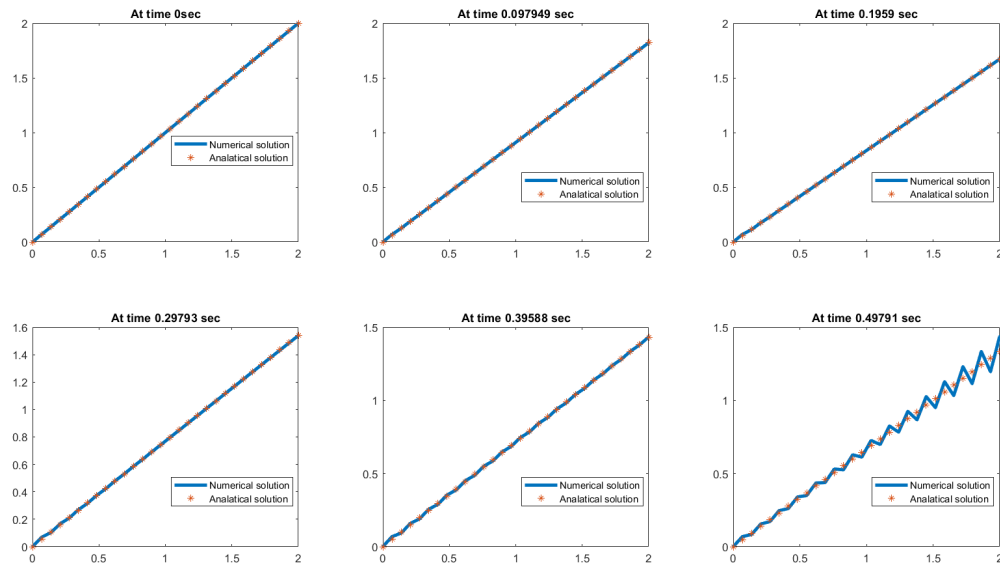 At time 0sec
2
1.5
1
0.5
0
0 0.5 1 1.5 2
Numerical solution
Analatical solution
At time 0.097949 sec
2
1.5
1
0.5
0
0 0.5 1 1.5 2
Numerical solution
Analatical solution
At time 0.1959 sec
2
1.5
1
0.5
0
0 0.5 1 1.5 2
Numerical solution
Analatical solution
At time 0.29793 sec
1.6
1.4
1.2
1
0.8
0.6
0.4
0.2
0
0 0.5 1 1.5 2
Numerical solution
Analatical solution
At time 0.39588 sec
1.5
1
0.5
0
0 0.5 1 1.5 2
Numerical solution
Analatical solution
At time 0.49791 sec
1.5
1
0.5
0
0 0.5 1 1.5 2
Numerical solution
Analatical solution